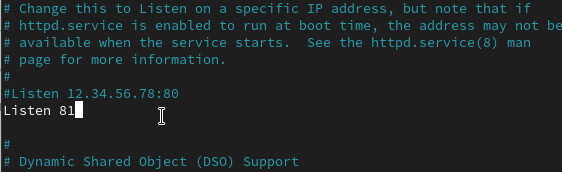 # Change this to Listen on a specific IP address, but note that if
# httpd.service is enabled to run at boot time, the address may not be
# available when the service starts.  See the httpd.service(8) man
# page for more information.
#
#Listen 12.34.56.78:80
Listen 81
#
# Dynamic Shared Object (DSO) Support